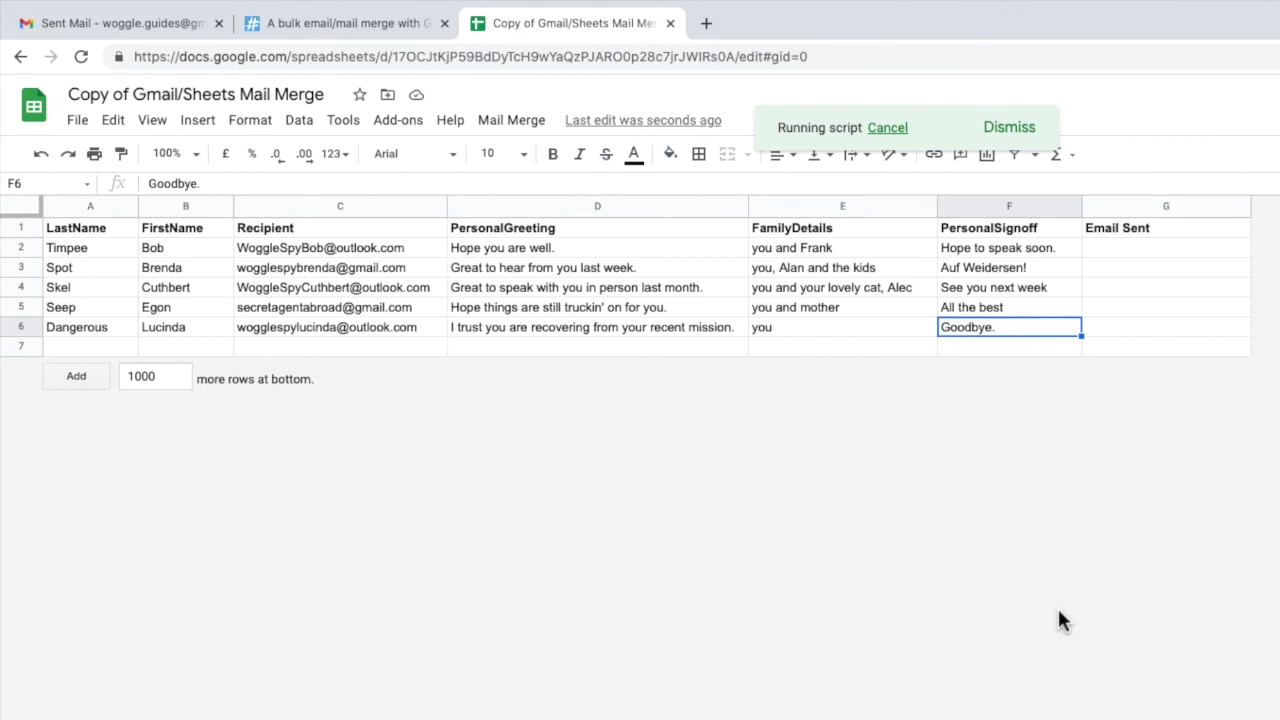 Sent Mail - woggle.guides@gm
A bulk email/mail merge with G
Copy of Gmail/Sheets Mail Mer
https://docs.google.com/spreadsheets/d/17OCJtKjP59BdDyTcH9wYaQzPJARO0p28c7jrJWIRs0A/edit#gid=0
Copy of Gmail/Sheets Mail Merge
File Edit View Insert Format Data Tools Add-ons Help Mail Merge Last edit was seconds ago
Running script Cancel Dismiss
100% £ % .0 .00 123 Arial 10 B I S A Σ
F6 fx Goodbye.
A B C D E F G
1 LastName FirstName Recipient PersonalGreeting FamilyDetails PersonalSignoff Email Sent
2 Timpee Bob WoggleSpyBob@outlook.com Hope you are well. you and Frank Hope to speak soon.
3 Spot Brenda wogglespybrenda@gmail.com Great to hear from you last week. you, Alan and the kids Auf Weidersen!
4 Skel Cuthbert WoggleSpyCuthbert@outlook.com Great to speak with you in person last month. you and your lovely cat, Alec See you next week
5 Seep Egon secretagentabroad@gmail.com Hope things are still truckin' on for you. you and mother All the best
6 Dangerous Lucinda wogglespylucinda@outlook.com I trust you are recovering from your recent mission. you Goodbye.
7
Add 1000 more rows at bottom.